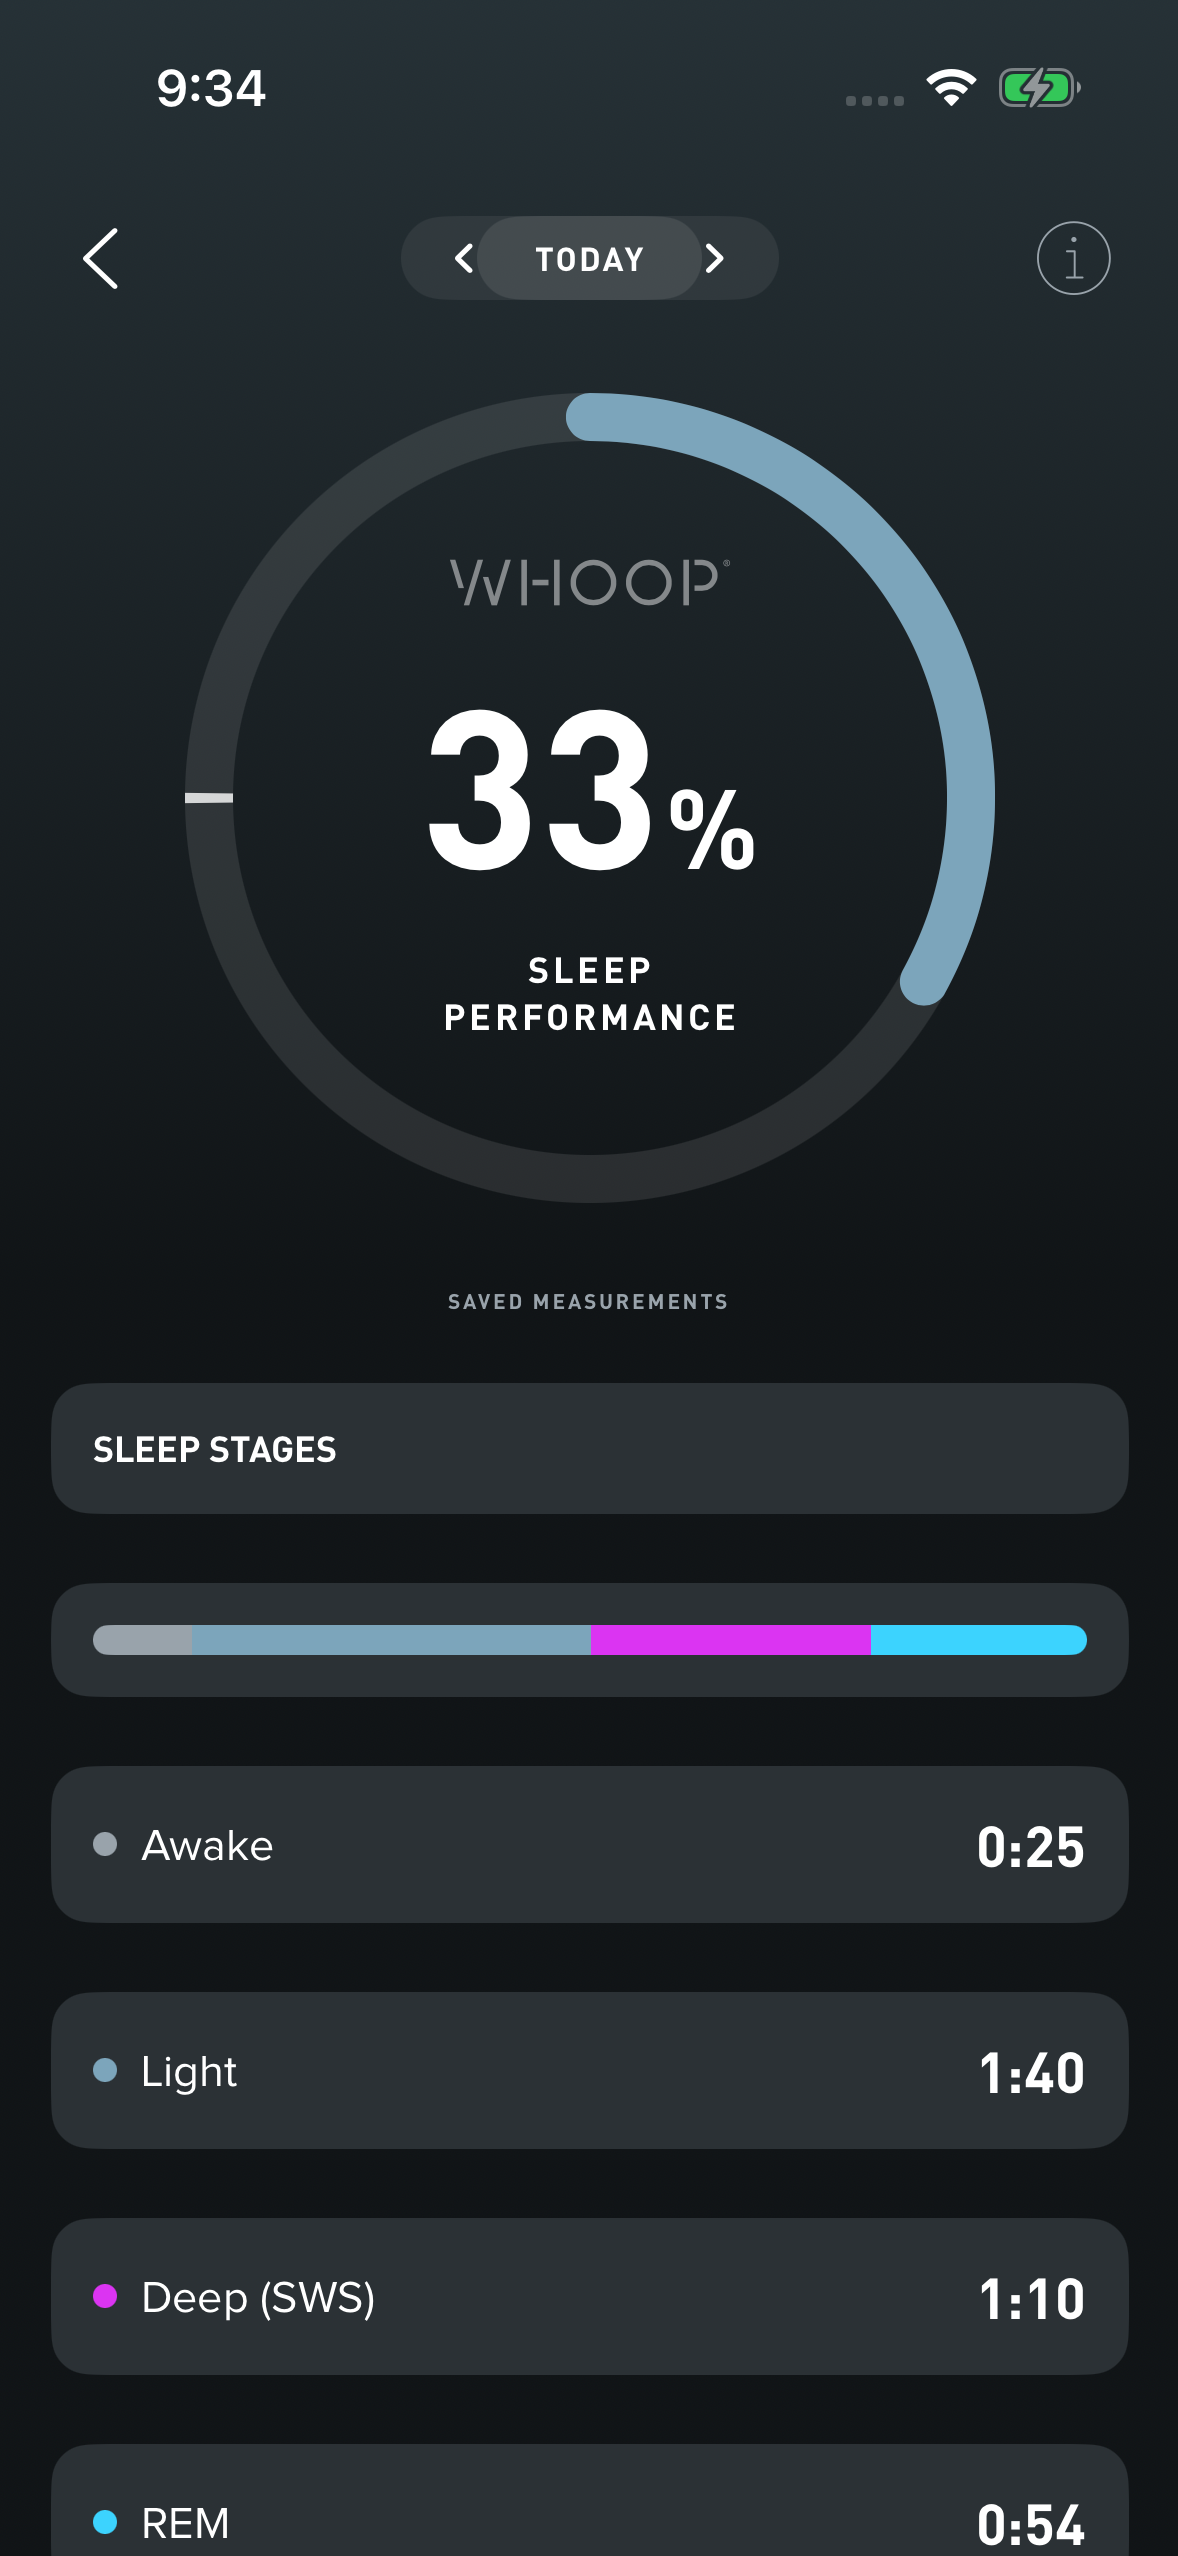 9:34
TODAY
WHOOP®
33%
SLEEP
PERFORMANCE
SAVED MEASUREMENTS
SLEEP STAGES
Awake 0:25
Light 1:40
Deep (SWS) 1:10
REM 0:54